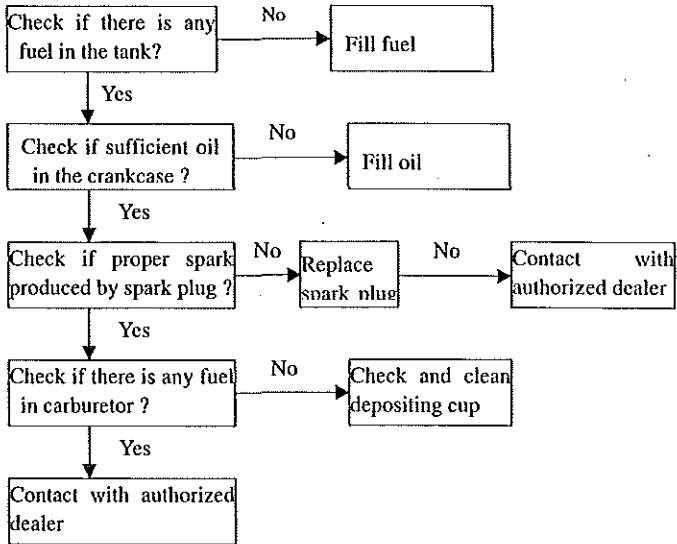 Check if there is any
fuel in the tank?
No
Fill fuel
Yes
Check if sufficient oil
in the crankcase ?
No
Fill oil
Yes
Check if proper spark
produced by spark plug ?
No
Replace
spark plug
No
Contact with
authorized dealer
Yes
Check if there is any fuel
in carburetor ?
No
Check and clean
depositing cup
Yes
Contact with authorized
dealer